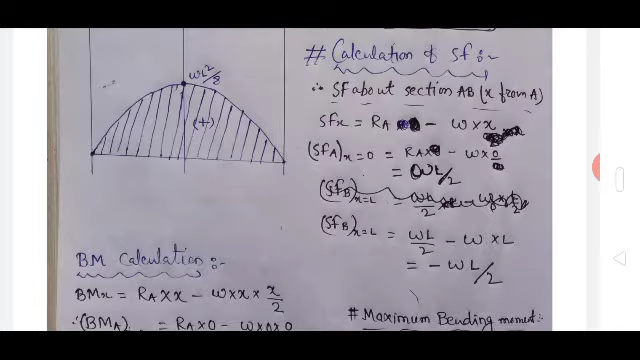 wL²/8
(+)
# Calculation of Sf :-
∴ SF about section AB (x from A)
SFx = RA - w × x
(SfA)x=0 = RA - w × 0
= wL/2
(SfB)x=L = wL/2
(SfB)x=L = wL/2 - w × L
= - wL/2
BM Calculation :-
BMx = RA × x - w × x × x/2
∴ (BMA) = RA × 0 - w × 0 × 0
# Maximum Bending moment :-